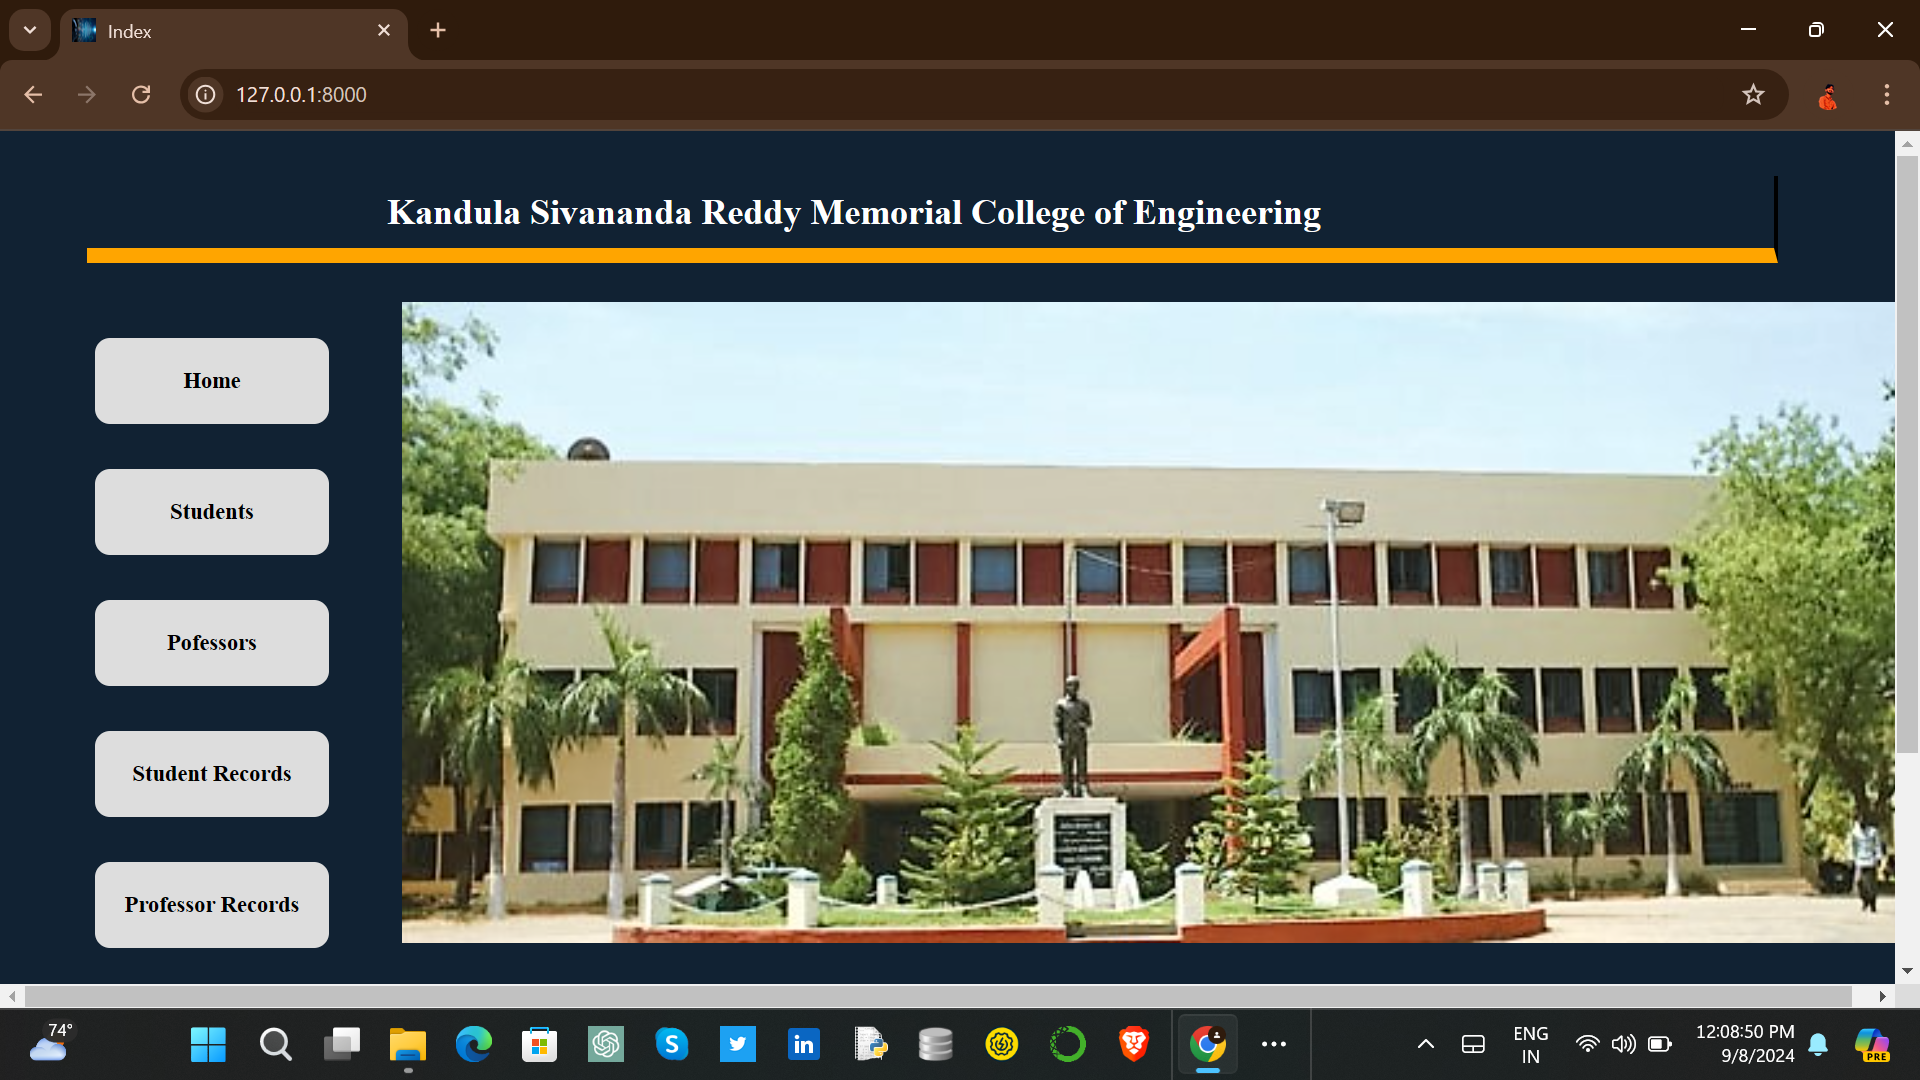 Index
127.0.0.1:8000
Kandula Sivananda Reddy Memorial College of Engineering
Home
Students
Pofessors
Student Records
Professor Records
74°
ENG
IN
12:08:50 PM
9/8/2024
PRE